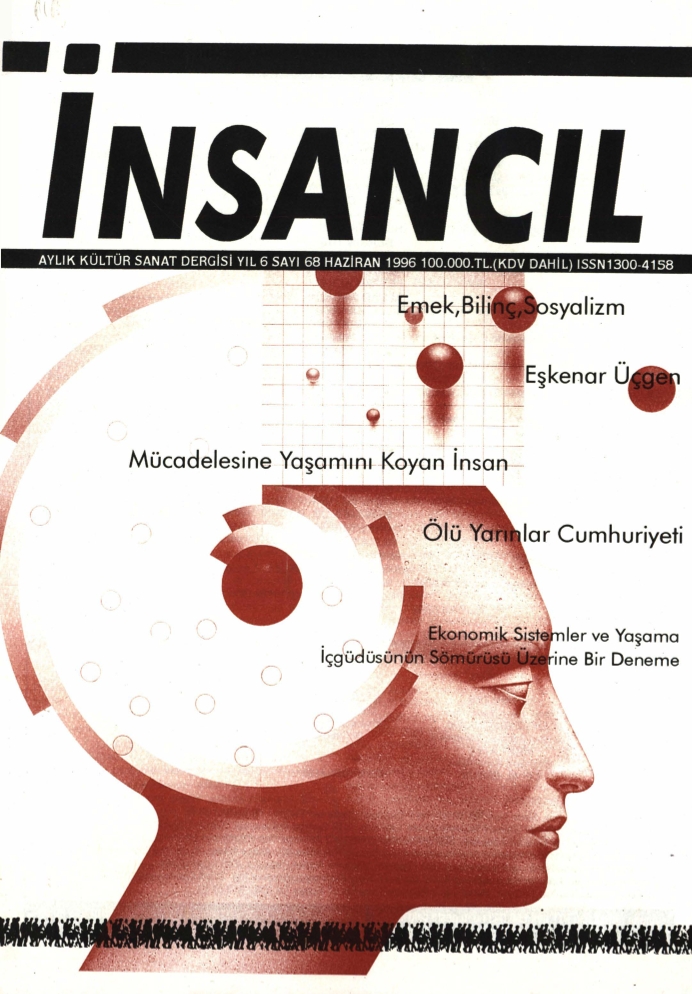 İNSANCIL
AYLIK KÜLTÜR SANAT DERGİSİ YIL 6 SAYI 68 HAZİRAN 1996 100.000.TL.(KDV DAHİL) ISSN1300-4158
Emek,Bilinç,Sosyalizm
Eşkenar Üçgen
Mücadelesine Yaşamını Koyan İnsan
Ölü Yarınlar Cumhuriyeti
Ekonomik Sistemler ve Yaşama
İçgüdüsünün Sömürüsü Üzerine Bir Deneme